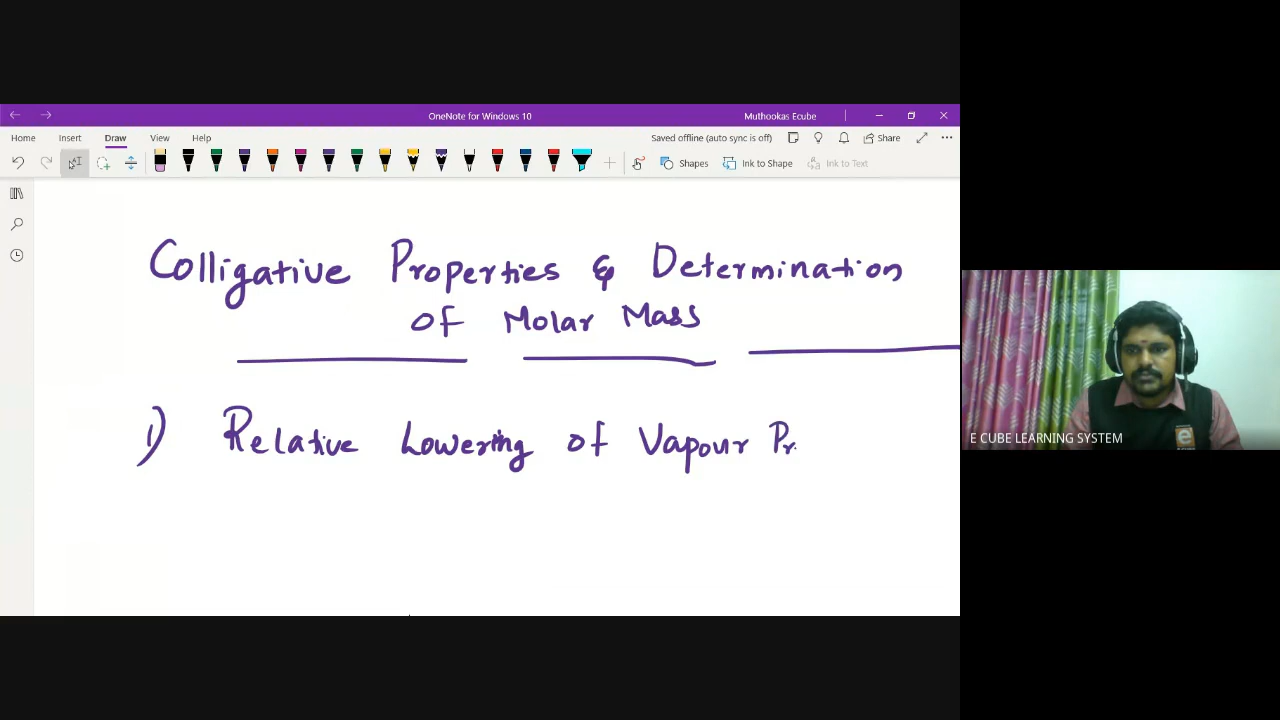 OneNote for Windows 10
Muthookas Ecube
Home Insert Draw View Help
Saved offline (auto sync is off)
Share
Shapes
Ink to Shape
Ink to Text
Colligative Properties & Determination
of Molar Mass
1) Relative Lowering of Vapour Pr
E CUBE LEARNING SYSTEM
e